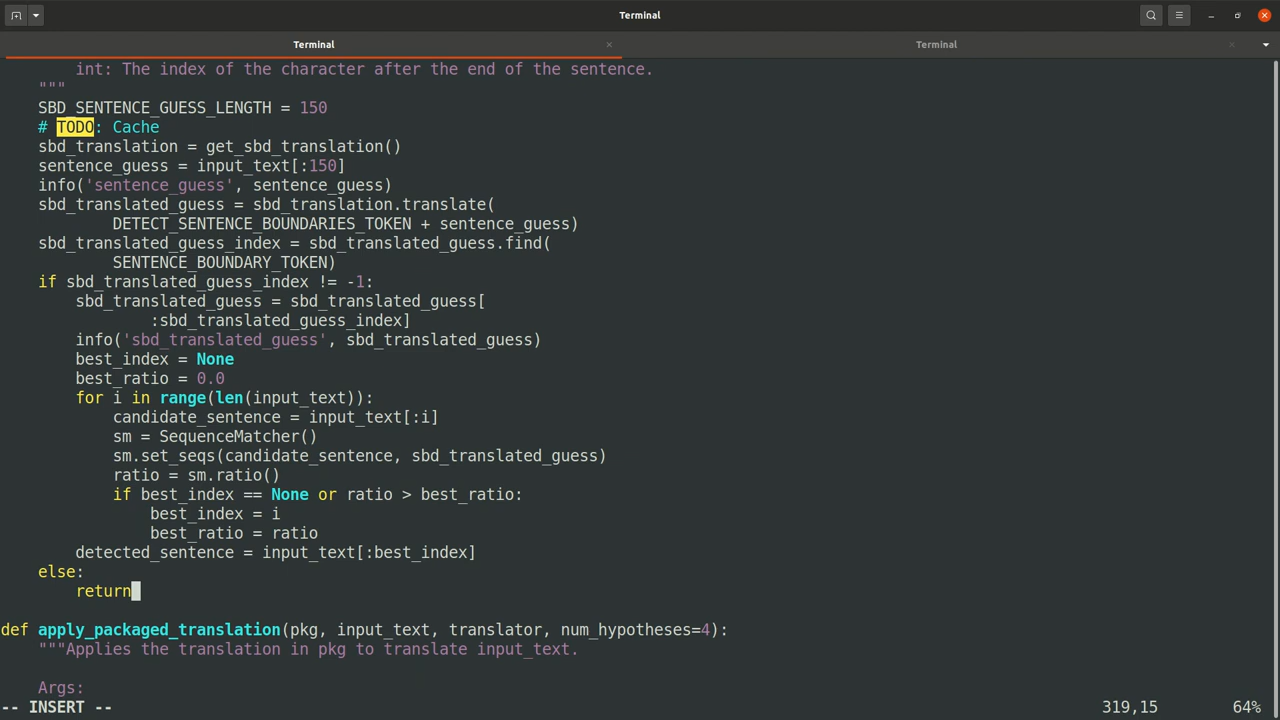 Terminal
Terminal
Terminal
        int: The index of the character after the end of the sentence.
    """
    SBD_SENTENCE_GUESS_LENGTH = 150
    # TODO: Cache
    sbd_translation = get_sbd_translation()
    sentence_guess = input_text[:150]
    info('sentence_guess', sentence_guess)
    sbd_translated_guess = sbd_translation.translate(
            DETECT_SENTENCE_BOUNDARIES_TOKEN + sentence_guess)
    sbd_translated_guess_index = sbd_translated_guess.find(
            SENTENCE_BOUNDARY_TOKEN)
    if sbd_translated_guess_index != -1:
        sbd_translated_guess = sbd_translated_guess[
                :sbd_translated_guess_index]
        info('sbd_translated_guess', sbd_translated_guess)
        best_index = None
        best_ratio = 0.0
        for i in range(len(input_text)):
            candidate_sentence = input_text[:i]
            sm = SequenceMatcher()
            sm.set_seqs(candidate_sentence, sbd_translated_guess)
            ratio = sm.ratio()
            if best_index == None or ratio > best_ratio:
                best_index = i
                best_ratio = ratio
        detected_sentence = input_text[:best_index]
    else:
        return
def apply_packaged_translation(pkg, input_text, translator, num_hypotheses=4):
    """Applies the translation in pkg to translate input_text.
    Args:
-- INSERT -- 319,15 64%